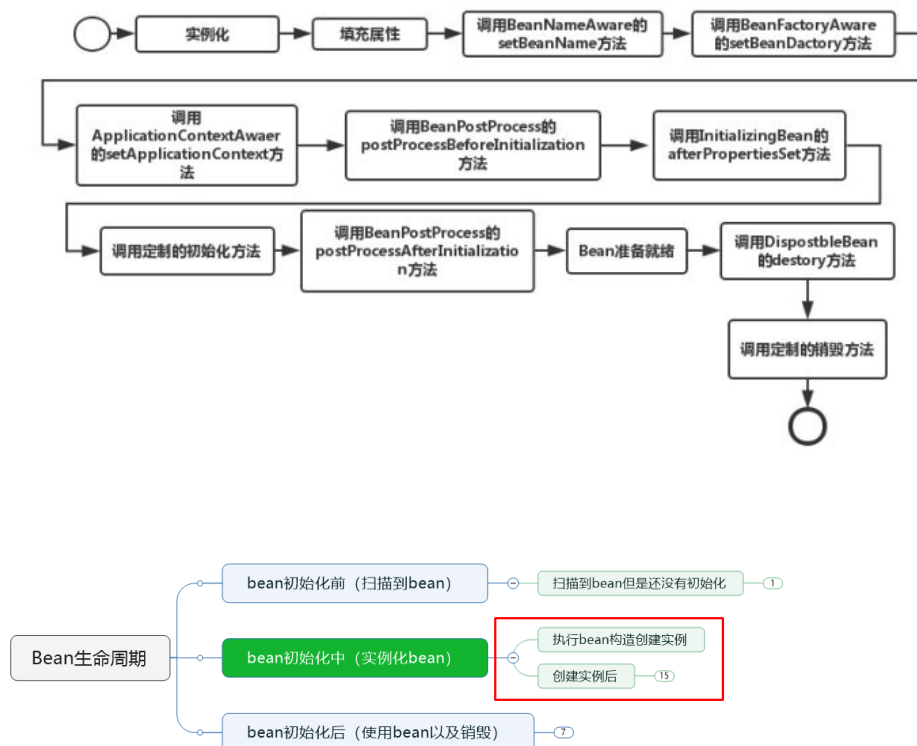 实例化
填充属性
调用BeanNameAware的
setBeanName方法
调用BeanFactoryAware
的setBeanDactory方法
调用
ApplicationContextAwaer
的setApplicationContext方
法
调用BeanPostProcess的
postProcessBeforeInitialization
方法
调用InitializingBean的
afterPropertiesSet方法
调用定制的初始化方法
调用BeanPostProcess的
postProcessAfterInitializatio
n方法
Bean准备就绪
调用DispostbleBean
的destory方法
调用定制的销毁方法
Bean生命周期
bean初始化前（扫描到bean）
扫描到bean但是还没有初始化
1
bean初始化中（实例化bean）
执行bean构造创建实例
创建实例后
15
bean初始化后（使用bean以及销毁）
7